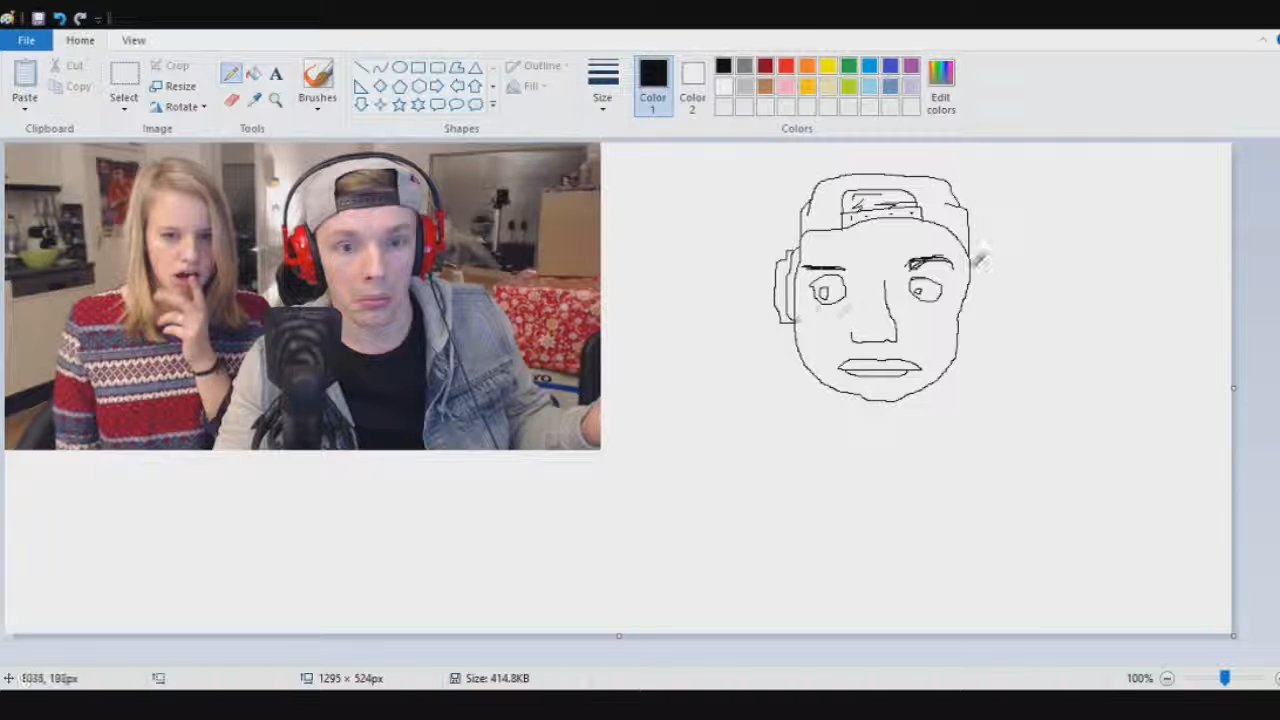 File Home View
Paste Cut Copy Select Crop Resize Rotate Brushes Outline Fill Size Color 1 Color 2 Edit colors
Clipboard Image Tools Shapes Colors
1295 × 524px Size: 414.8KB 100%